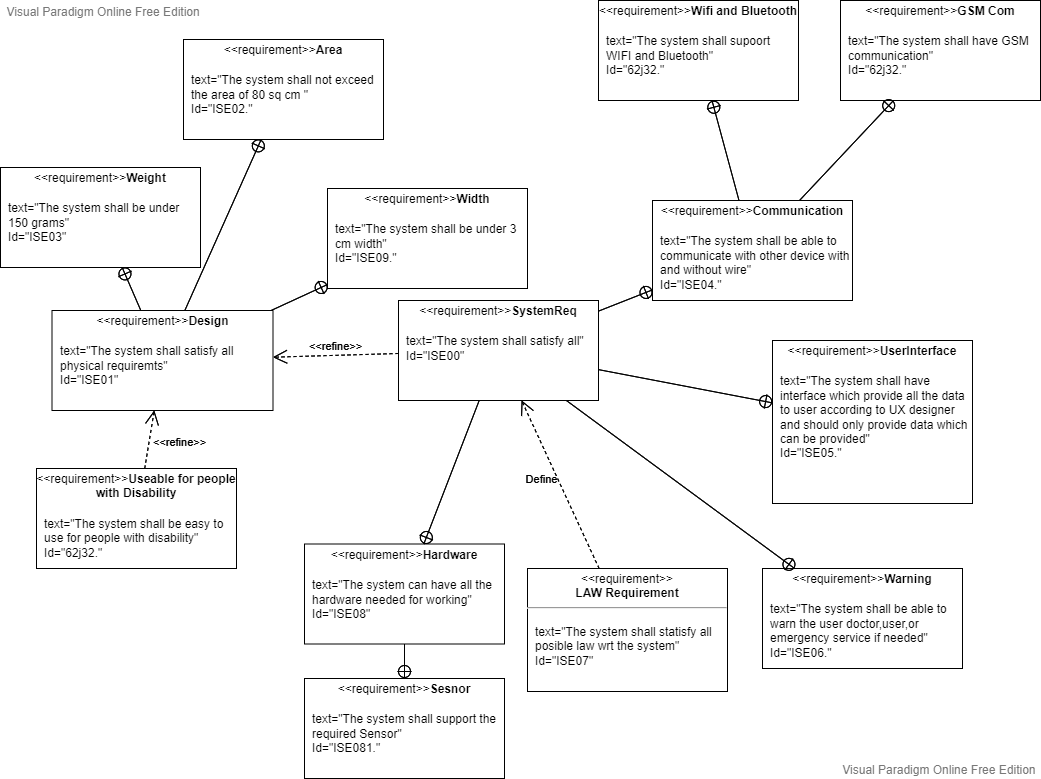 Visual Paradigm Online Free Edition
<<requirement>>Wifi and Bluetooth
text="The system shall supoort
WIFI and Bluetooth"
Id="62j32."
<<requirement>>GSM Com
text="The system shall have GSM
communication"
Id="62j32."
<<requirement>>Area
text="The system shall not exceed
the area of 80 sq cm "
Id="ISE02."
<<requirement>>Weight
text="The system shall be under
150 grams"
Id="ISE03"
<<requirement>>Width
text="The system shall be under 3
cm width"
Id="ISE09."
<<requirement>>Communication
text="The system shall be able to
communicate with other device with
and without wire"
Id="ISE04."
<<requirement>>Design
text="The system shall satisfy all
physical requiremts"
Id="ISE01"
<<refine>>
<<requirement>>SystemReq
text="The system shall satisfy all"
Id="ISE00"
<<requirement>>UserInterface
text="The system shall have
interface which provide all the data
to user according to UX designer
and should only provide data which
can be provided"
Id="ISE05."
<<refine>>
<<requirement>>Useable for people
with Disability
text="The system shall be easy to
use for people with disability"
Id="62j32."
Define
<<requirement>>Hardware
text="The system can have all the
hardware needed for working"
Id="ISE08"
<<requirement>>
LAW Requirement
text="The system shall statisfy all
posible law wrt the system"
Id="ISE07"
<<requirement>>Warning
text="The system shall be able to
warn the user doctor,user,or
emergency service if needed"
Id="ISE06."
<<requirement>>Sesnor
text="The system shall support the
required Sensor"
Id="ISE081."
Visual Paradigm Online Free Edition